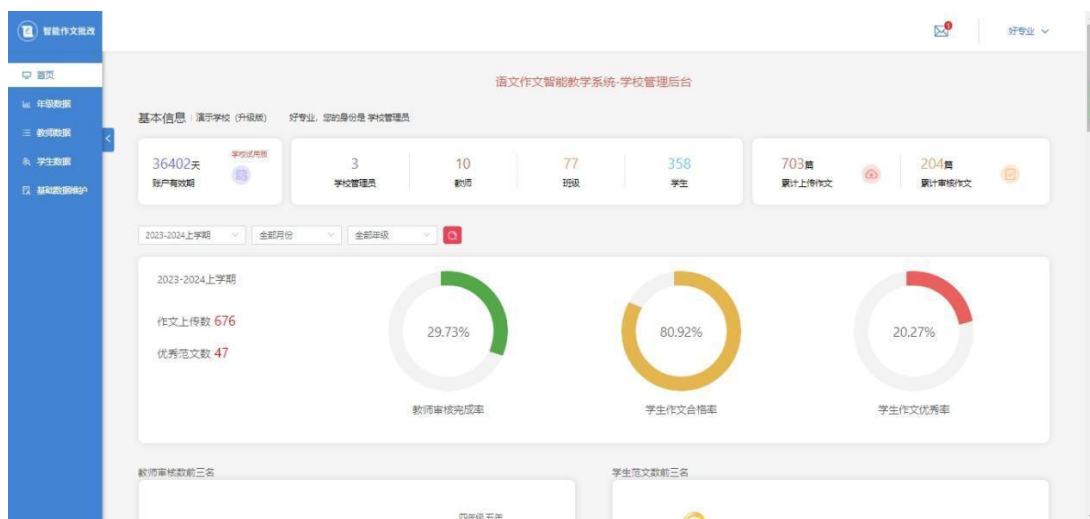 智能作文批改
1
好专业
首页
年级数据
教师数据
学生数据
基础数据维护
语文作文智能教学系统-学校管理后台
基本信息 演示学校 (升级版) 好专业，您的身份是 学校管理员
36402天 学校试用版
账户有效期
3 10 77 358
学校管理员 教师 班级 学生
703篇 204篇
累计上传作文 累计审核作文
2023-2024上学期 全部月份 全部年级
2023-2024上学期
作文上传数 676
优秀范文数 47
29.73% 80.92% 20.27%
教师审核完成率 学生作文合格率 学生作文优秀率
教师审核数前三名 学生范文数前三名
四年级 五年